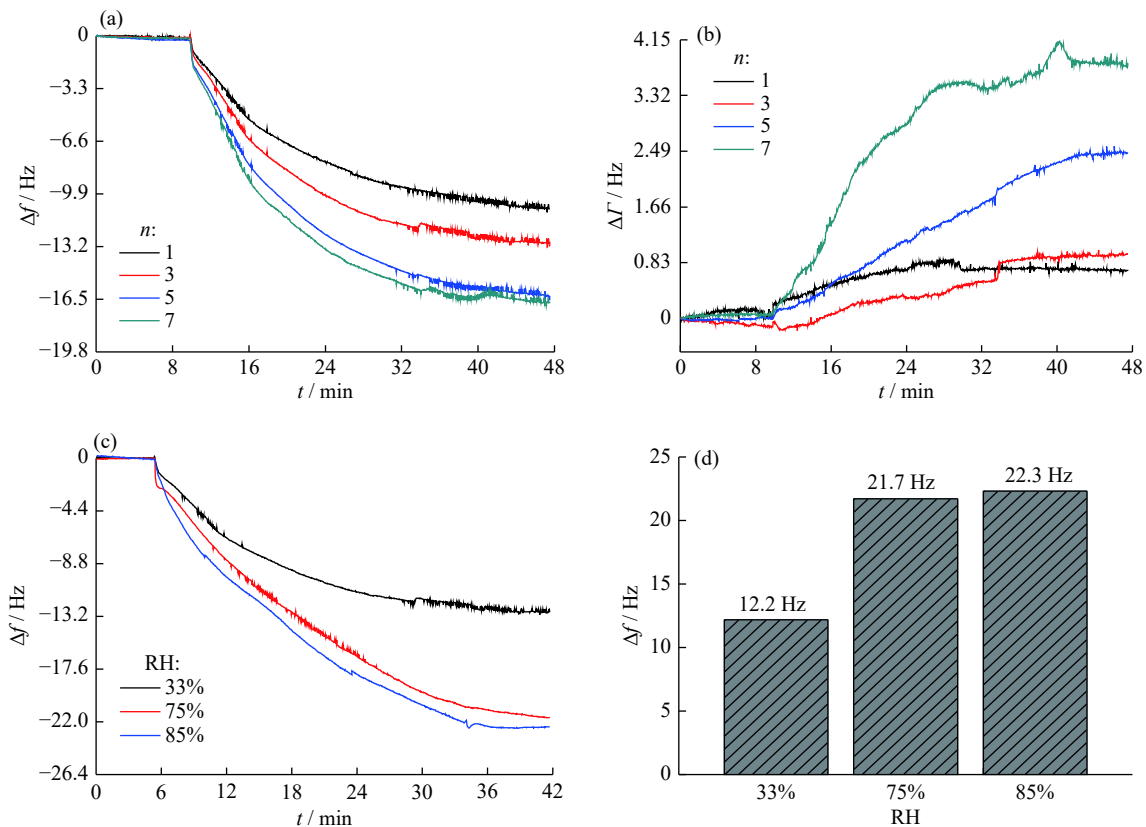 (a)
0
−3.3
−6.6
−9.9
−13.2
−16.5
−19.8
Δf / Hz
n:
1
3
5
7
0 8 16 24 32 40 48
t / min
(b)
4.15
3.32
2.49
1.66
0.83
0
ΔΓ / Hz
n:
1
3
5
7
0 8 16 24 32 40 48
t / min
(c)
0
−4.4
−8.8
−13.2
−17.6
−22.0
−26.4
Δf / Hz
RH:
33%
75%
85%
0 6 12 18 24 30 36 42
t / min
(d)
25
20
15
10
5
0
Δf / Hz
12.2 Hz
21.7 Hz
22.3 Hz
33% 75% 85%
RH